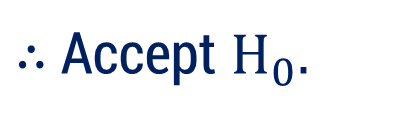 ∴ Accept H₀.